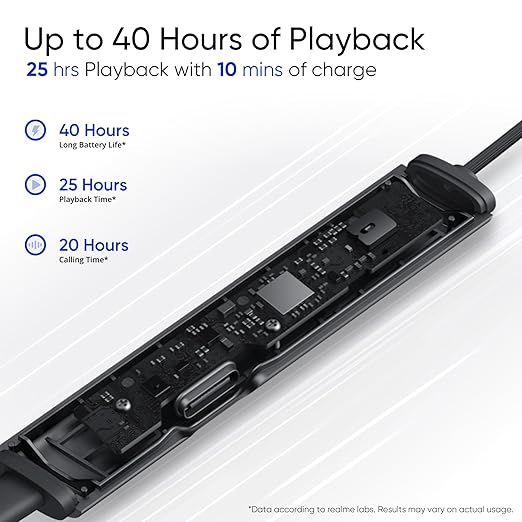 Up to 40 Hours of Playback
25 hrs Playback with 10 mins of charge
40 Hours
Long Battery Life*
25 Hours
Playback Time*
20 Hours
Calling Time*
*Data according to realme labs. Results may vary on actual usage.